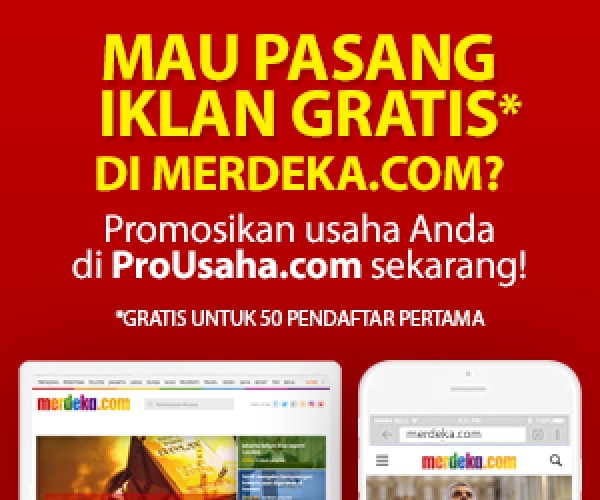 MAU PASANG
IKLAN GRATIS*
DI MERDEKA.COM?
Promosikan usaha Anda
di ProUsaha.com sekarang!
*GRATIS UNTUK 50 PENDAFTAR PERTAMA
merdeka.com
merdeka.com
merdeka.com